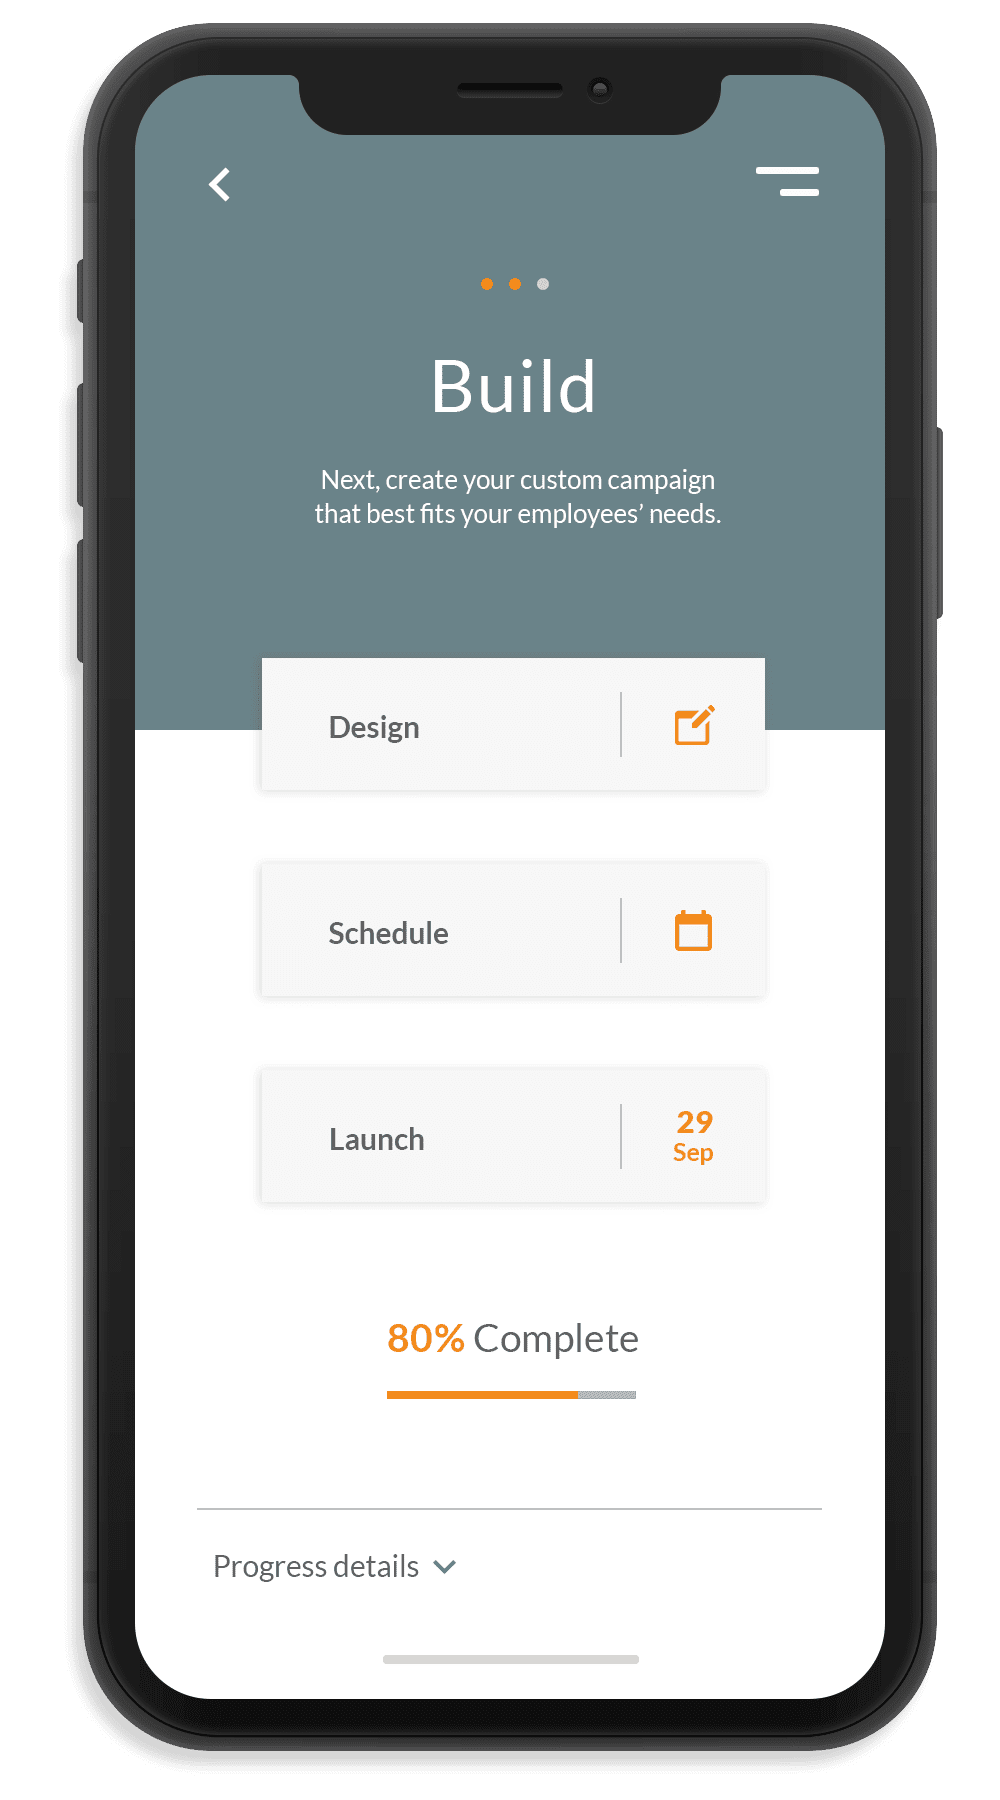 Build
Next, create your custom campaign
that best fits your employees’ needs.
Design
Schedule
Launch
29
Sep
80% Complete
Progress details